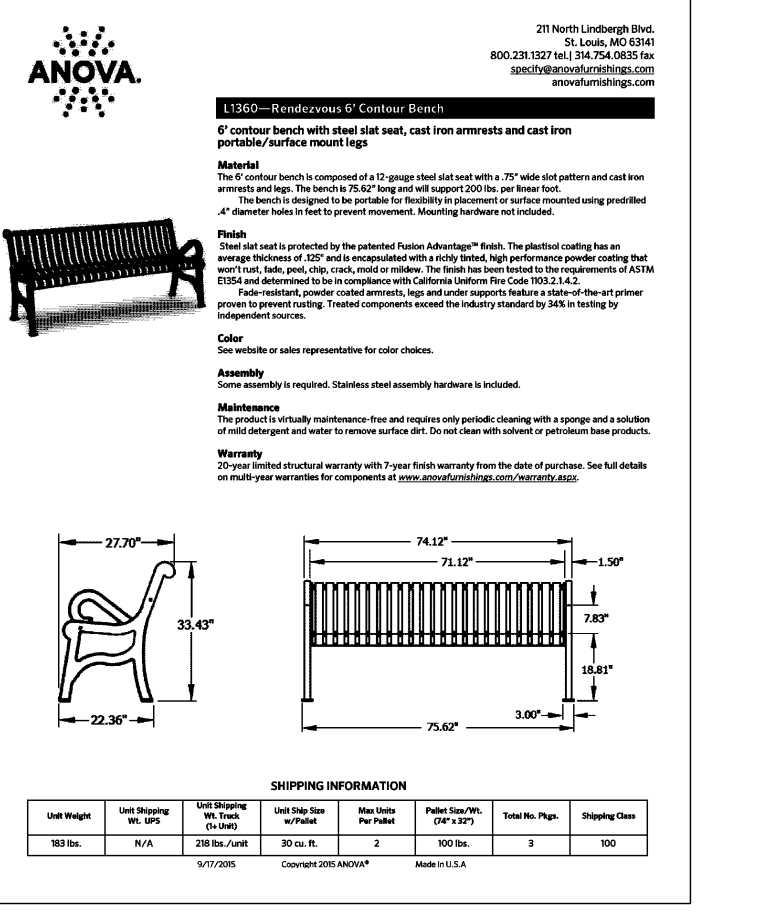 211 North Lindbergh Blvd.
St. Louis, MO 63141
800.231.1327 tel.| 314.754.0835 fax
specify@anovafurnishings.com
anovafurnishings.com
ANOVA.
L1360—Rendezvous 6' Contour Bench
6' contour bench with steel slat seat, cast iron armrests and cast iron
portable/surface mount legs
Material
The 6' contour bench is composed of a 12-gauge steel slat seat with a .75" wide slot pattern and cast iron
armrests and legs. The bench is 75.62" long and will support 200 lbs. per linear foot.
The bench is designed to be portable for flexibility in placement or surface mounted using predrilled
.4" diameter holes in feet to prevent movement. Mounting hardware not included.
Finish
Steel slat seat is protected by the patented Fusion Advantage™ finish. The plastisol coating has an
average thickness of .125" and is encapsulated with a richly tinted, high performance powder coating that
won't rust, fade, peel, chip, crack, mold or mildew. The finish has been tested to the requirements of ASTM
E1354 and determined to be in compliance with California Uniform Fire Code 1103.2.1.4.2.
Fade-resistant, powder coated armrests, legs and under supports feature a state-of-the-art primer
proven to prevent rusting. Treated components exceed the industry standard by 34% in testing by
independent sources.
Color
See website or sales representative for color choices.
Assembly
Some assembly is required. Stainless steel assembly hardware is included.
Maintenance
The product is virtually maintenance-free and requires only periodic cleaning with a sponge and a solution
of mild detergent and water to remove surface dirt. Do not clean with solvent or petroleum base products.
Warranty
20-year limited structural warranty with 7-year finish warranty from the date of purchase. See full details
on multi-year warranties for components at www.anovafurnishings.com/warranty.aspx.
27.70"
33.43"
22.36"
74.12"
71.12"
1.50"
7.83"
18.81"
3.00"
75.62"
SHIPPING INFORMATION
Unit Weight
Unit Shipping
Wt. UPS
Unit Shipping
Wt. Truck
(1+ Unit)
Unit Ship Size
w/Pallet
Max Units
Per Pallet
Pallet Size/Wt.
(74" x 32")
Total No. Pkgs.
Shipping Class
183 lbs.
N/A
218 lbs./unit
30 cu. ft.
2
100 lbs.
3
100
9/17/2015
Copyright 2015 ANOVA®
Made In U.S.A